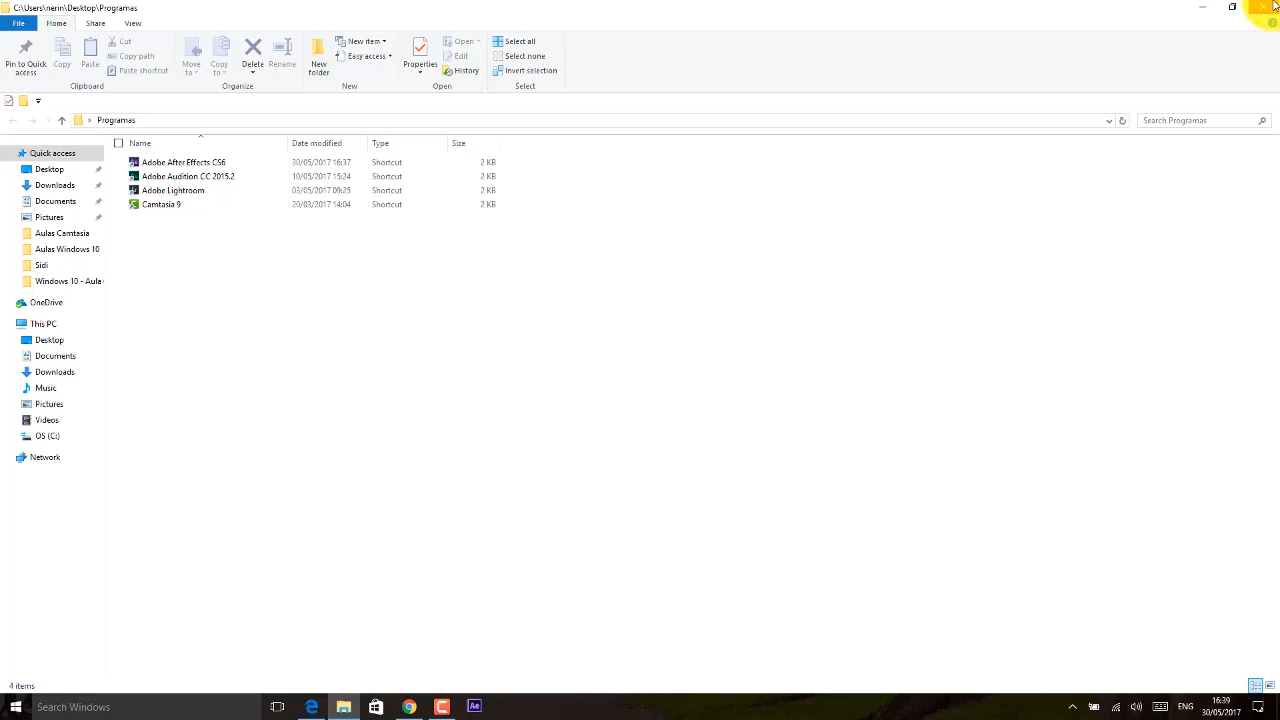 C:\Users\nerin\Desktop\Programas
File Home Share View
Pin to Quick access
Copy
Paste
Cut
Copy path
Paste shortcut
Clipboard
Move to
Copy to
Delete
Rename
Organize
New folder
New item
Easy access
New
Properties
Open
Edit
History
Open
Select all
Select none
Invert selection
Select
Programas
Search Programas
Name Date modified Type Size
Adobe After Effects CS6 30/05/2017 16:37 Shortcut 2 KB
Adobe Audition CC 2015.2 10/05/2017 15:24 Shortcut 2 KB
Adobe Lightroom 03/05/2017 09:25 Shortcut 2 KB
Camtasia 9 20/03/2017 14:04 Shortcut 2 KB
Quick access
Desktop
Downloads
Documents
Pictures
Aulas Camtasia
Aulas Windows 10
Sidi
Windows 10 - Aula
OneDrive
This PC
Desktop
Documents
Downloads
Music
Pictures
Videos
OS (C:)
Network
4 items
Search Windows
Ae
ENG
16:39
30/05/2017